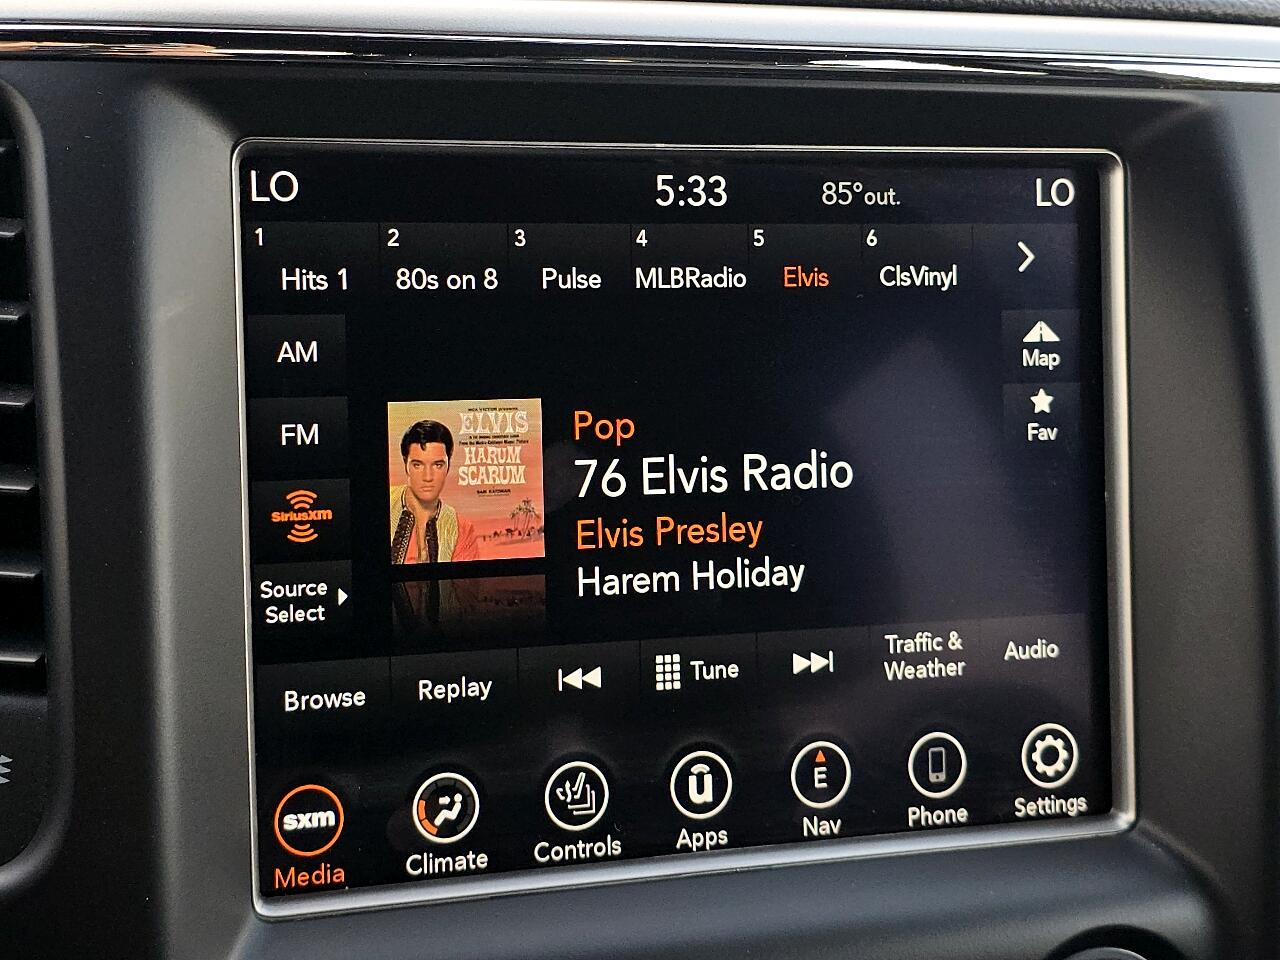 LO 5:33 85°out. LO
1 2 3 4 5 6
Hits 1 80s on 8 Pulse MLBRadio Elvis ClsVinyl
AM
Map
FM
Fav
SiriusXM
Source
Select
ELVIS
HARUM
SCARUM
Pop
76 Elvis Radio
Elvis Presley
Harem Holiday
Browse Replay Tune Traffic & Weather Audio
sxm
Media Climate Controls Apps Nav Phone Settings
ū
E